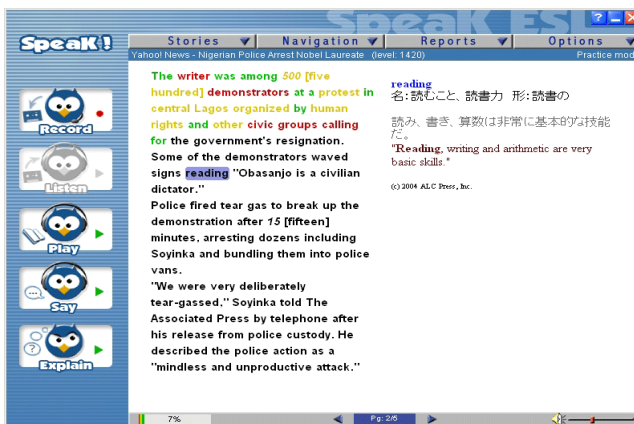 Speak ESL
Speak!
Stories Navigation Reports Options
Yahoo! News - Nigerian Police Arrest Nobel Laureate (level: 1420) Practice mod
Record
Listen
Play
Say
Explain
The writer was among 500 [five
hundred] demonstrators at a protest in
central Lagos organized by human
rights and other civic groups calling
for the government's resignation.
Some of the demonstrators waved
signs reading "Obasanjo is a civilian
dictator."
Police fired tear gas to break up the
demonstration after 15 [fifteen]
minutes, arresting dozens including
Soyinka and bundling them into police
vans.
"We were very deliberately
tear-gassed," Soyinka told The
Associated Press by telephone after
his release from police custody. He
described the police action as a
"mindless and unproductive attack."
reading
名:読むこと、読書力 形:読書の
読み、書き、算数は非常に基本的な技能
だ。
"Reading, writing and arithmetic are very
basic skills."
(c) 2004 ALC Press, Inc.
7% Pg: 2/6